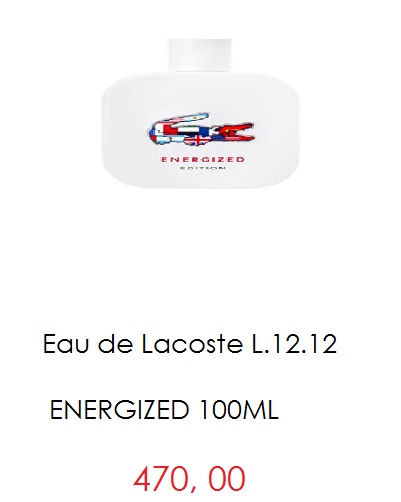 ENERGIZED
EDITION
Eau de Lacoste L.12.12
ENERGIZED 100ML
470, 00